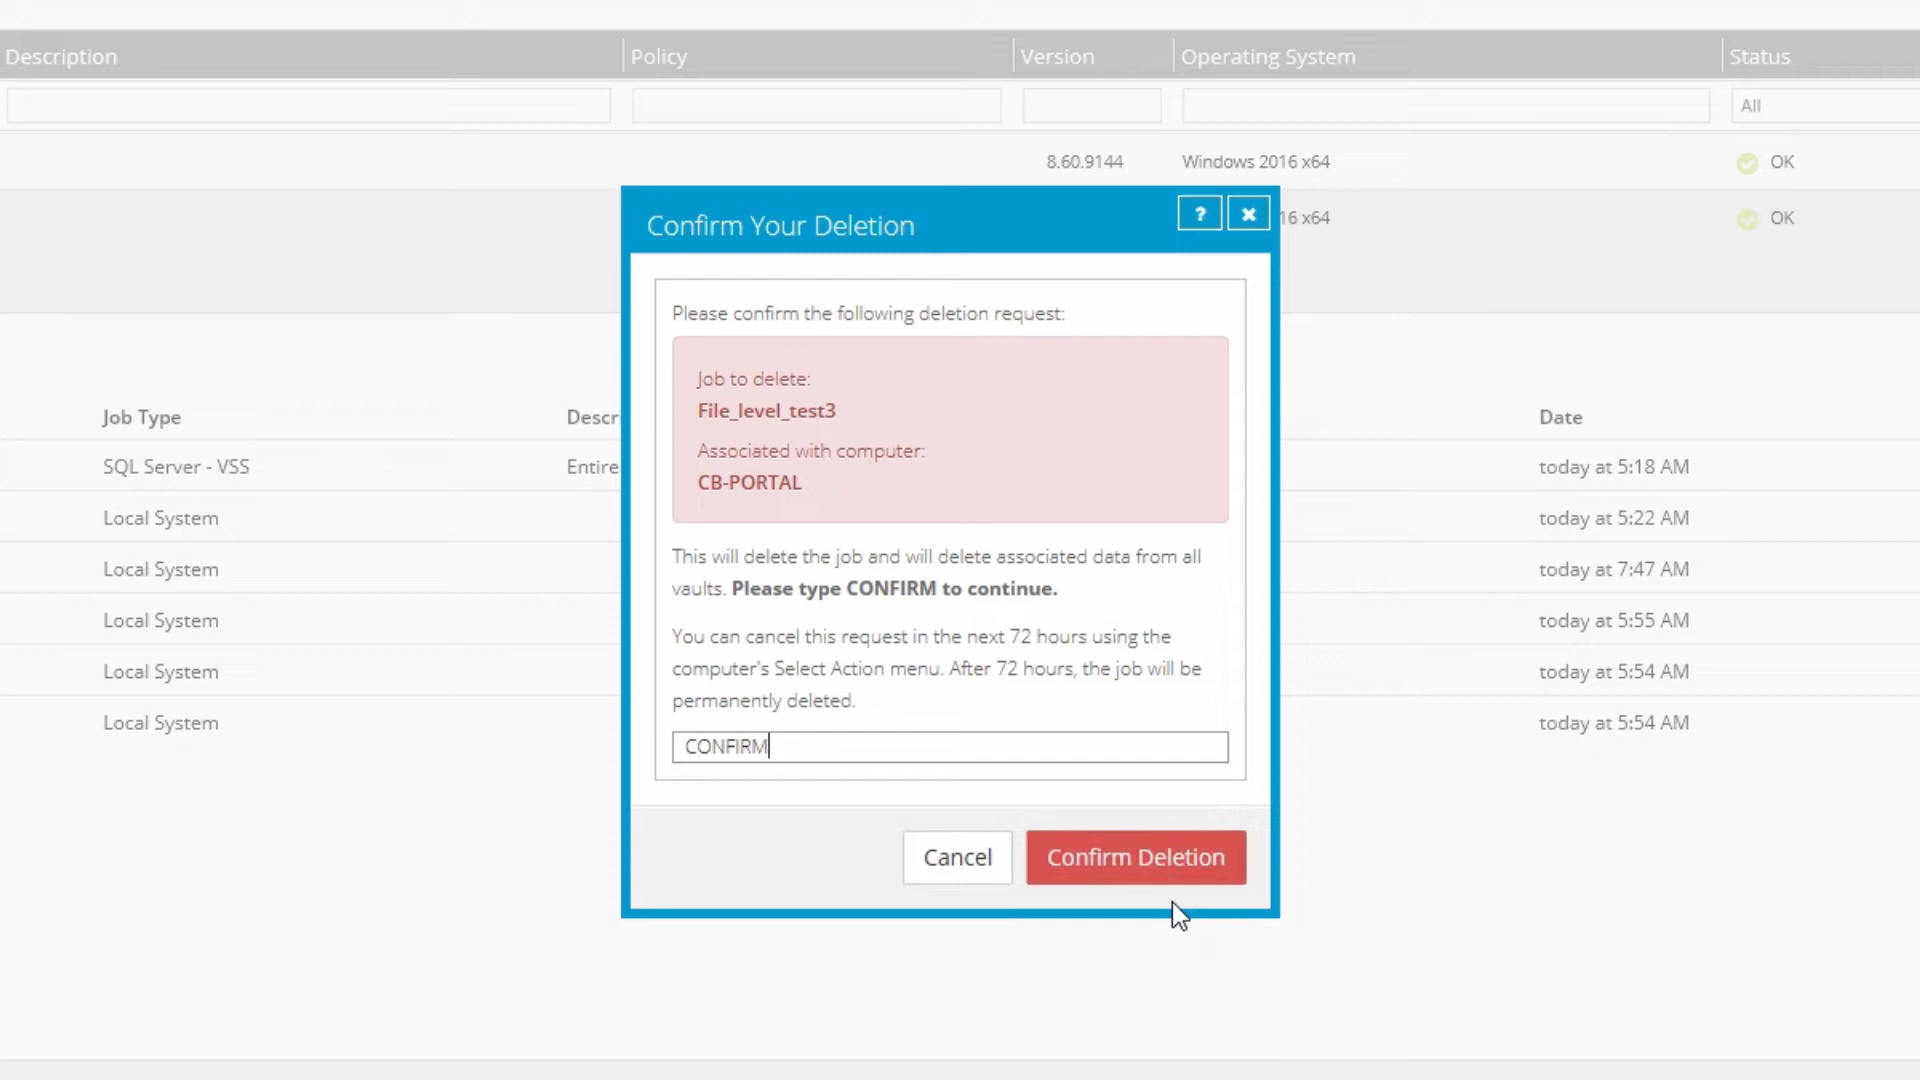 Description Policy Version Operating System Status
All
8.60.9144 Windows 2016 x64 OK
16 x64 OK
Confirm Your Deletion ? ×
Please confirm the following deletion request:
Job to delete:
File_level_test3
Associated with computer:
CB-PORTAL
This will delete the job and will delete associated data from all
vaults. Please type CONFIRM to continue.
You can cancel this request in the next 72 hours using the
computer's Select Action menu. After 72 hours, the job will be
permanently deleted.
CONFIRM
Cancel Confirm Deletion
Job Type Descr Date
SQL Server - VSS Entire today at 5:18 AM
Local System today at 5:22 AM
Local System today at 7:47 AM
Local System today at 5:55 AM
Local System today at 5:54 AM
Local System today at 5:54 AM